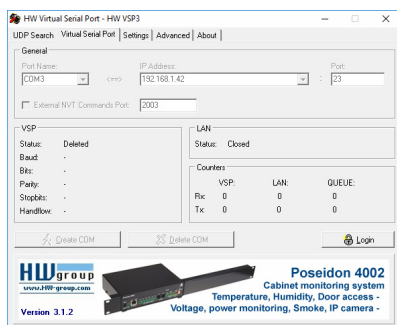 HW Virtual Serial Port - HW VSP3
UDP Search Virtual Serial Port Settings Advanced About
General
Port Name: IP Address: Port:
COM3 <==> 192.168.1.42 : 23
External NVT Commands Port: 2003
VSP
Status: Deleted
Baud: -
Bits: -
Parity: -
Stopbits: -
Handflow: -
LAN
Status: Closed
Counters
VSP: LAN: QUEUE:
Rx: 0 0 0
Tx: 0 0 0
Create COM Delete COM Login
HWgroup
www.HW-group.com
Version 3.1.2
Poseidon 4002
Cabinet monitoring system
Temperature, Humidity, Door access -
Voltage, power monitoring, Smoke, IP camera -